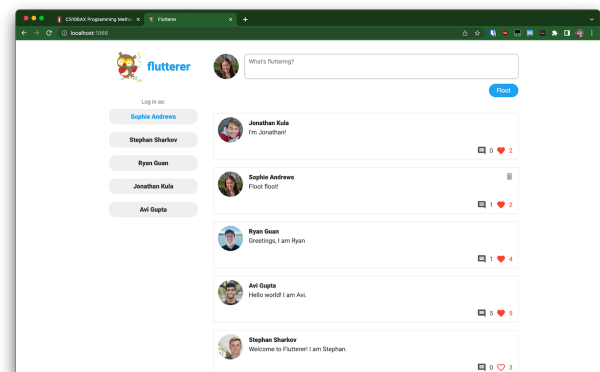 CS106AX Programming Metho
Flutterer
localhost:1066
flutterer
What's fluttering?
Floot
Log in as:
Sophie Andrews
Stephan Sharkov
Ryan Guan
Jonathan Kula
Avi Gupta
Jonathan Kula
I'm Jonathan!
0 2
Sophie Andrews
Floot floot!
1 2
Ryan Guan
Greetings, I am Ryan
1 4
Avi Gupta
Hello world! I am Avi.
5 5
Stephan Sharkov
Welcome to Flutterer! I am Stephan.
0 3